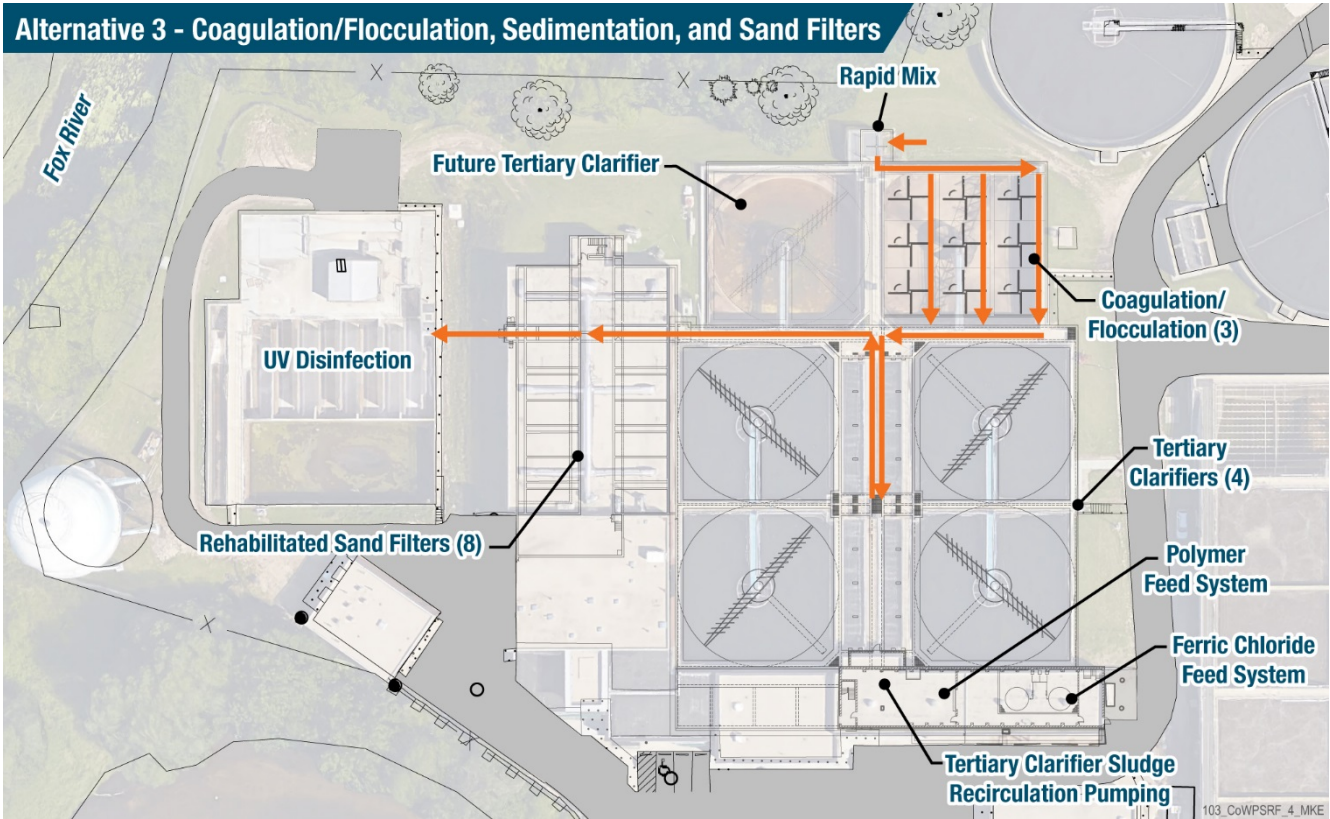 Alternative 3 - Coagulation/Flocculation, Sedimentation, and Sand Filters
Fox River
Rapid Mix
Future Tertiary Clarifier
Coagulation/
Flocculation (3)
UV Disinfection
Tertiary
Clarifiers (4)
Rehabilitated Sand Filters (8)
Polymer
Feed System
Ferric Chloride
Feed System
Tertiary Clarifier Sludge
Recirculation Pumping
103_CoWPSRF_4_MKE